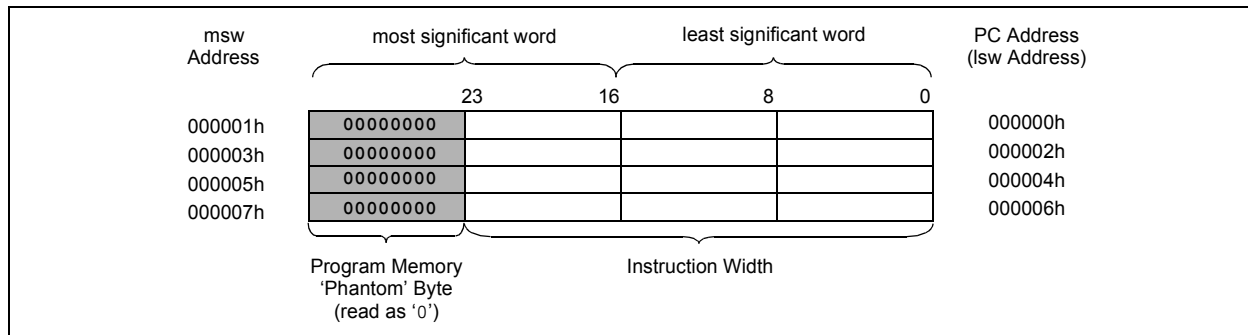 msw
Address
most significant word
least significant word
PC Address
(lsw Address)
23 16 8 0
000001h 00000000 000000h
000003h 00000000 000002h
000005h 00000000 000004h
000007h 00000000 000006h
Program Memory
‘Phantom’ Byte
(read as ‘0’)
Instruction Width